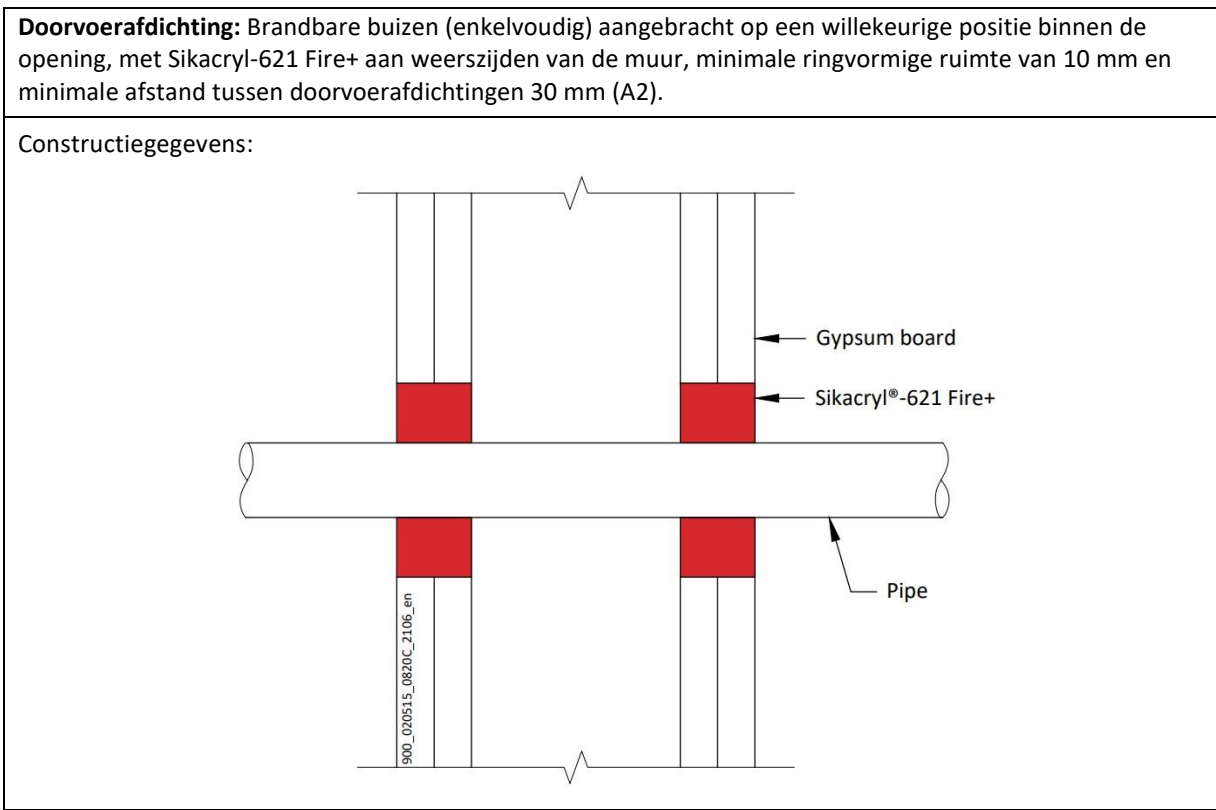 Doorvoerafdichting: Brandbare buizen (enkelvoudig) aangebracht op een willekeurige positie binnen de
opening, met Sikacryl-621 Fire+ aan weerszijden van de muur, minimale ringvormige ruimte van 10 mm en
minimale afstand tussen doorvoerafdichtingen 30 mm (A2).
Constructiegegevens:
Gypsum board
Sikacryl®-621 Fire+
Pipe
900_020515_0820C_2106_en